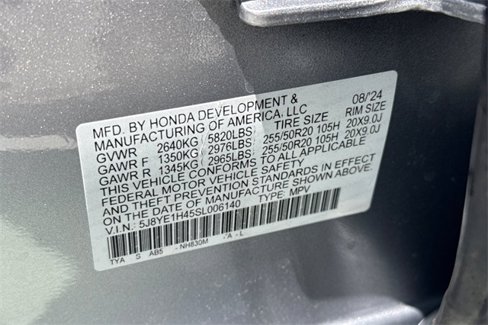 MFD. BY HONDA DEVELOPMENT & 08/'24
MANUFACTURING OF AMERICA, LLC
TIRE SIZE RIM SIZE
GVWR 2640KG 5820LBS
GAWR F 1350KG 2976LBS 255/50R20 105H 20X9.0J
GAWR R 1345KG 2965LBS 255/50R20 105H 20X9.0J
THIS VEHICLE CONFORMS TO ALL APPLICABLE
FEDERAL MOTOR VEHICLE SAFETY AND
THEFT PREVENTION STANDARDS IN EFFECT
ON THE DATE OF MANUFACTURE SHOWN ABOVE.
V.I.N.: 5J8YE1H45SL006140 TYPE: MPV
TYA S AB5 -NH830M -A - L